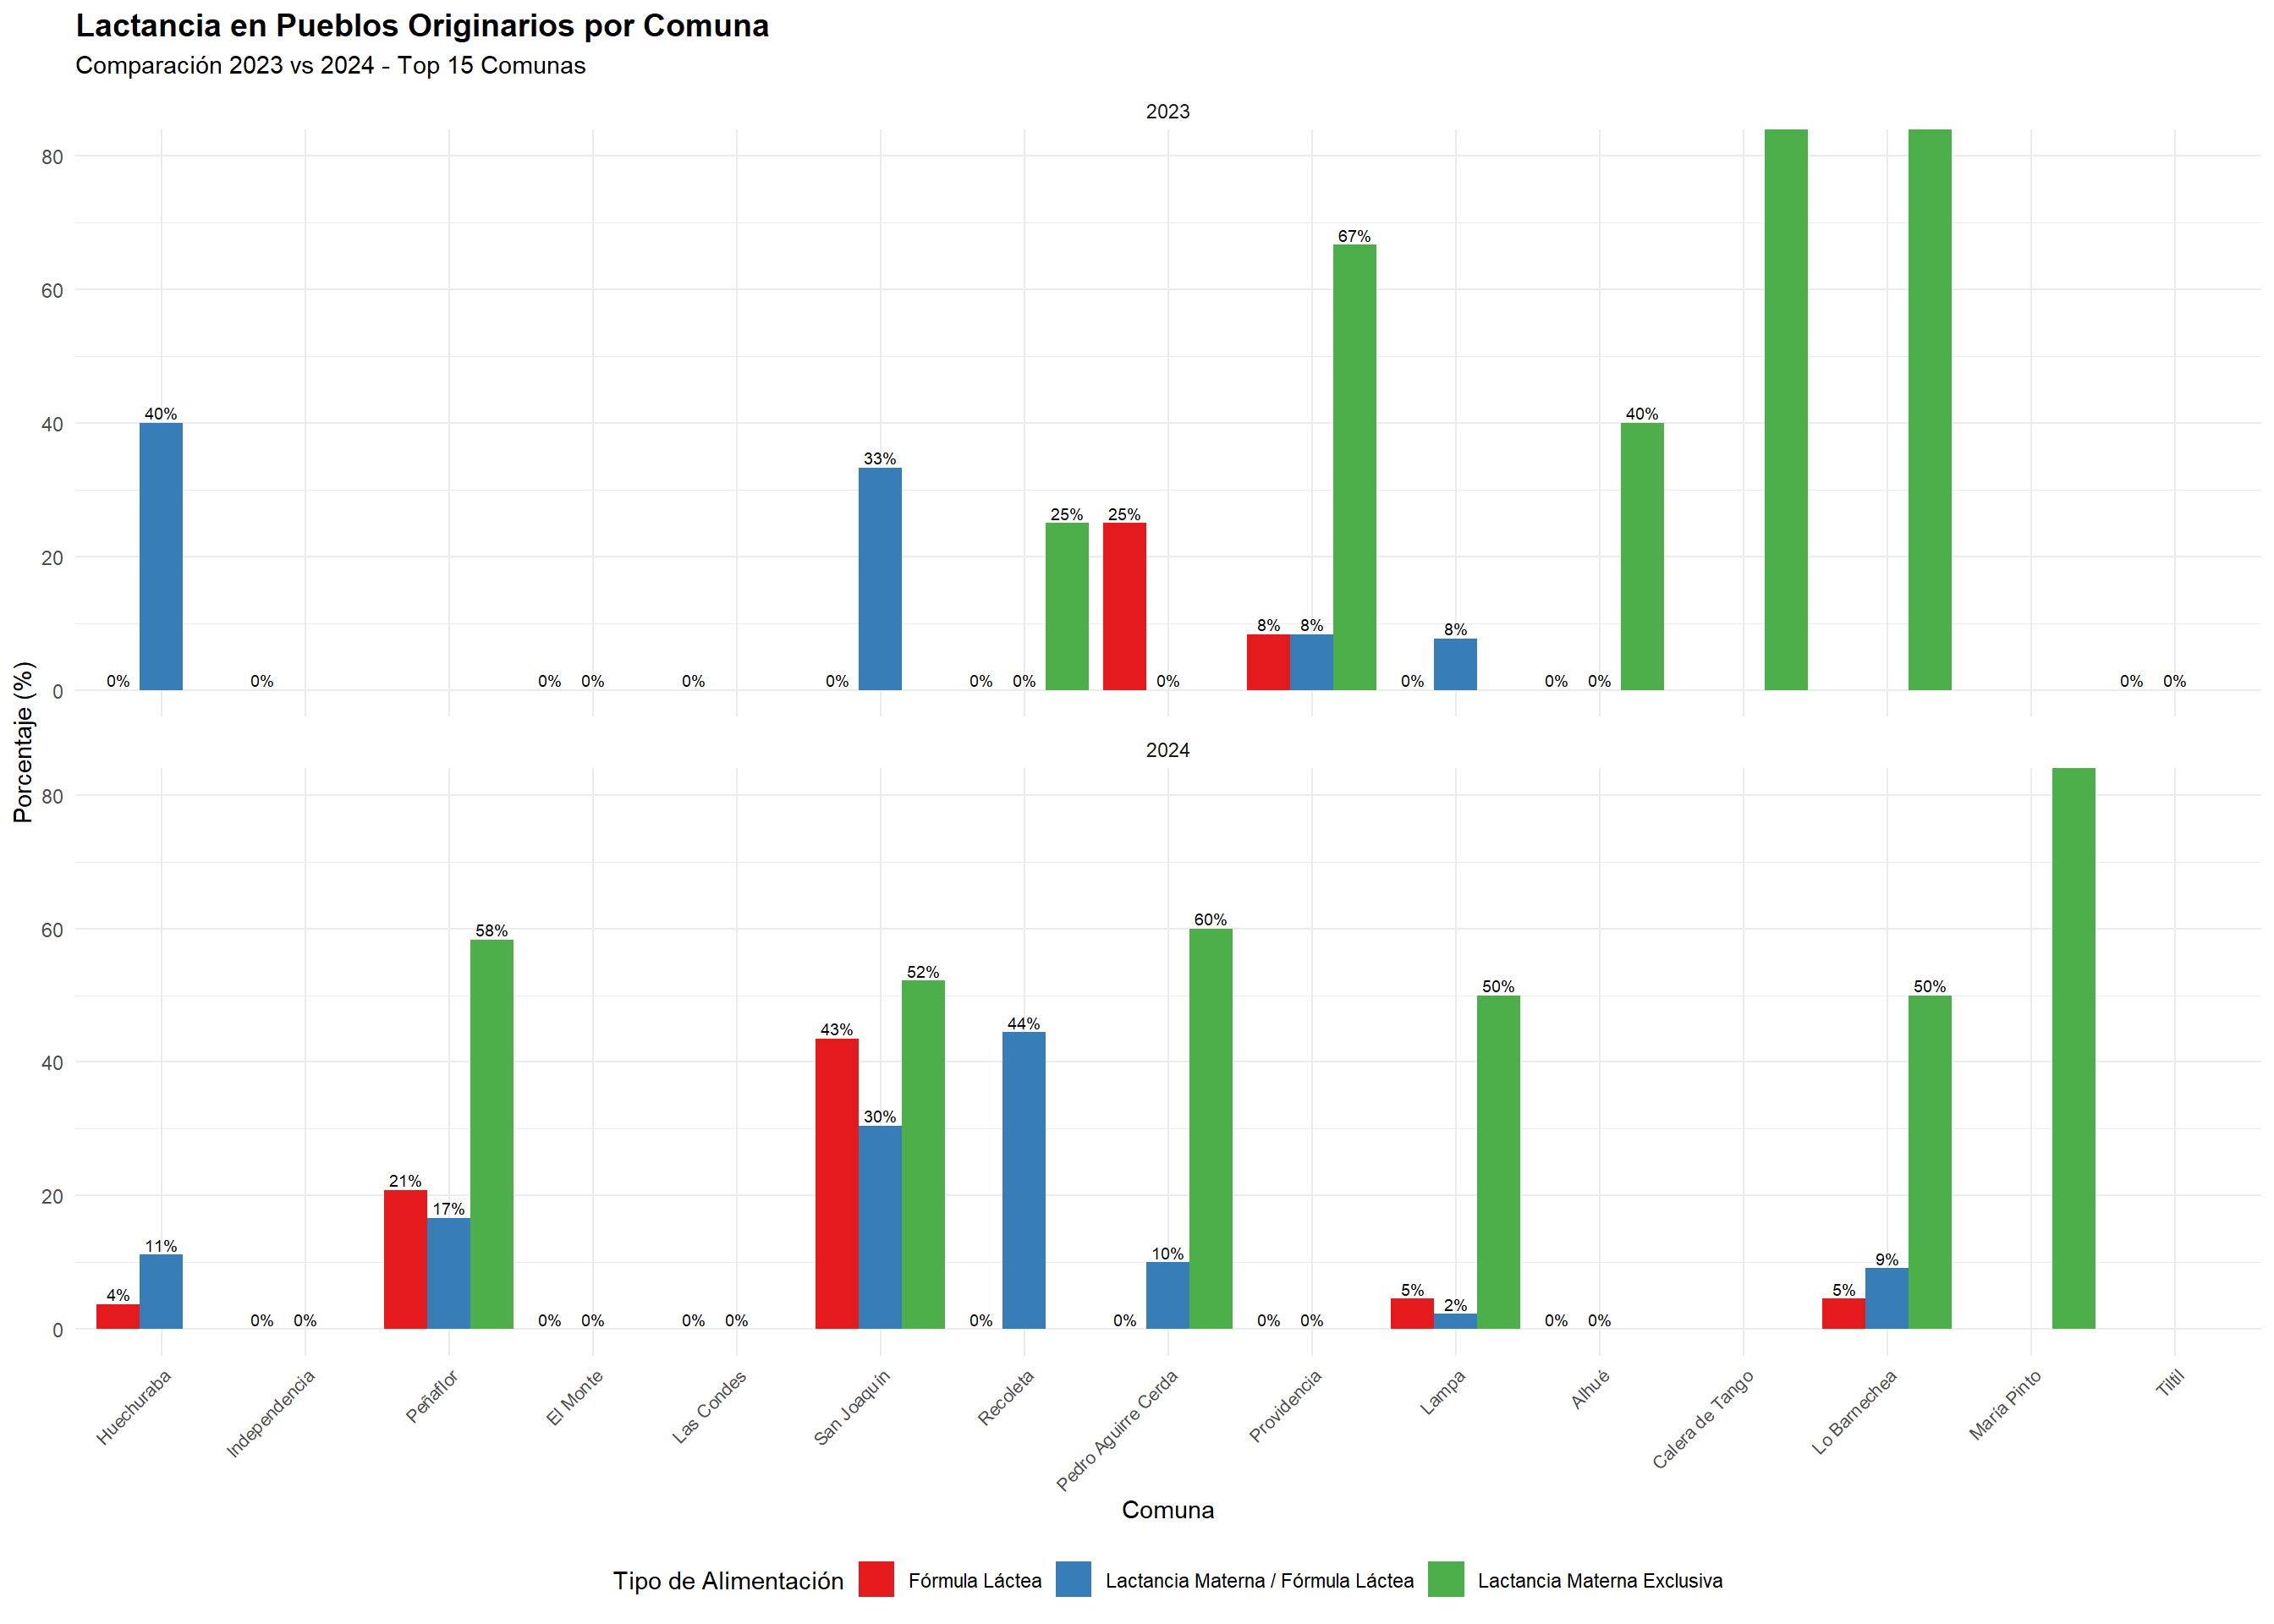 Lactancia en Pueblos Originarios por Comuna
Comparación 2023 vs 2024 - Top 15 Comunas
2023
80
60
40
20
0
0% 40% 0% 0% 0% 0% 0% 33% 0% 0% 25% 25% 0% 8% 8% 67% 0% 8% 0% 0% 40% 0% 0%
Porcentaje (%)
2024
80
60
40
20
0
4% 11% 0% 0% 21% 17% 58% 0% 0% 0% 0% 43% 30% 52% 0% 44% 0% 10% 60% 0% 0% 5% 2% 50% 0% 0% 5% 9% 50%
Huechuraba
Independencia
Peñaflor
El Monte
Las Condes
San Joaquín
Recoleta
Pedro Aguirre Cerda
Providencia
Lampa
Alhué
Calera de Tango
Lo Barnechea
María Pinto
Tiltil
Comuna
Tipo de Alimentación Fórmula Láctea Lactancia Materna / Fórmula Láctea Lactancia Materna Exclusiva